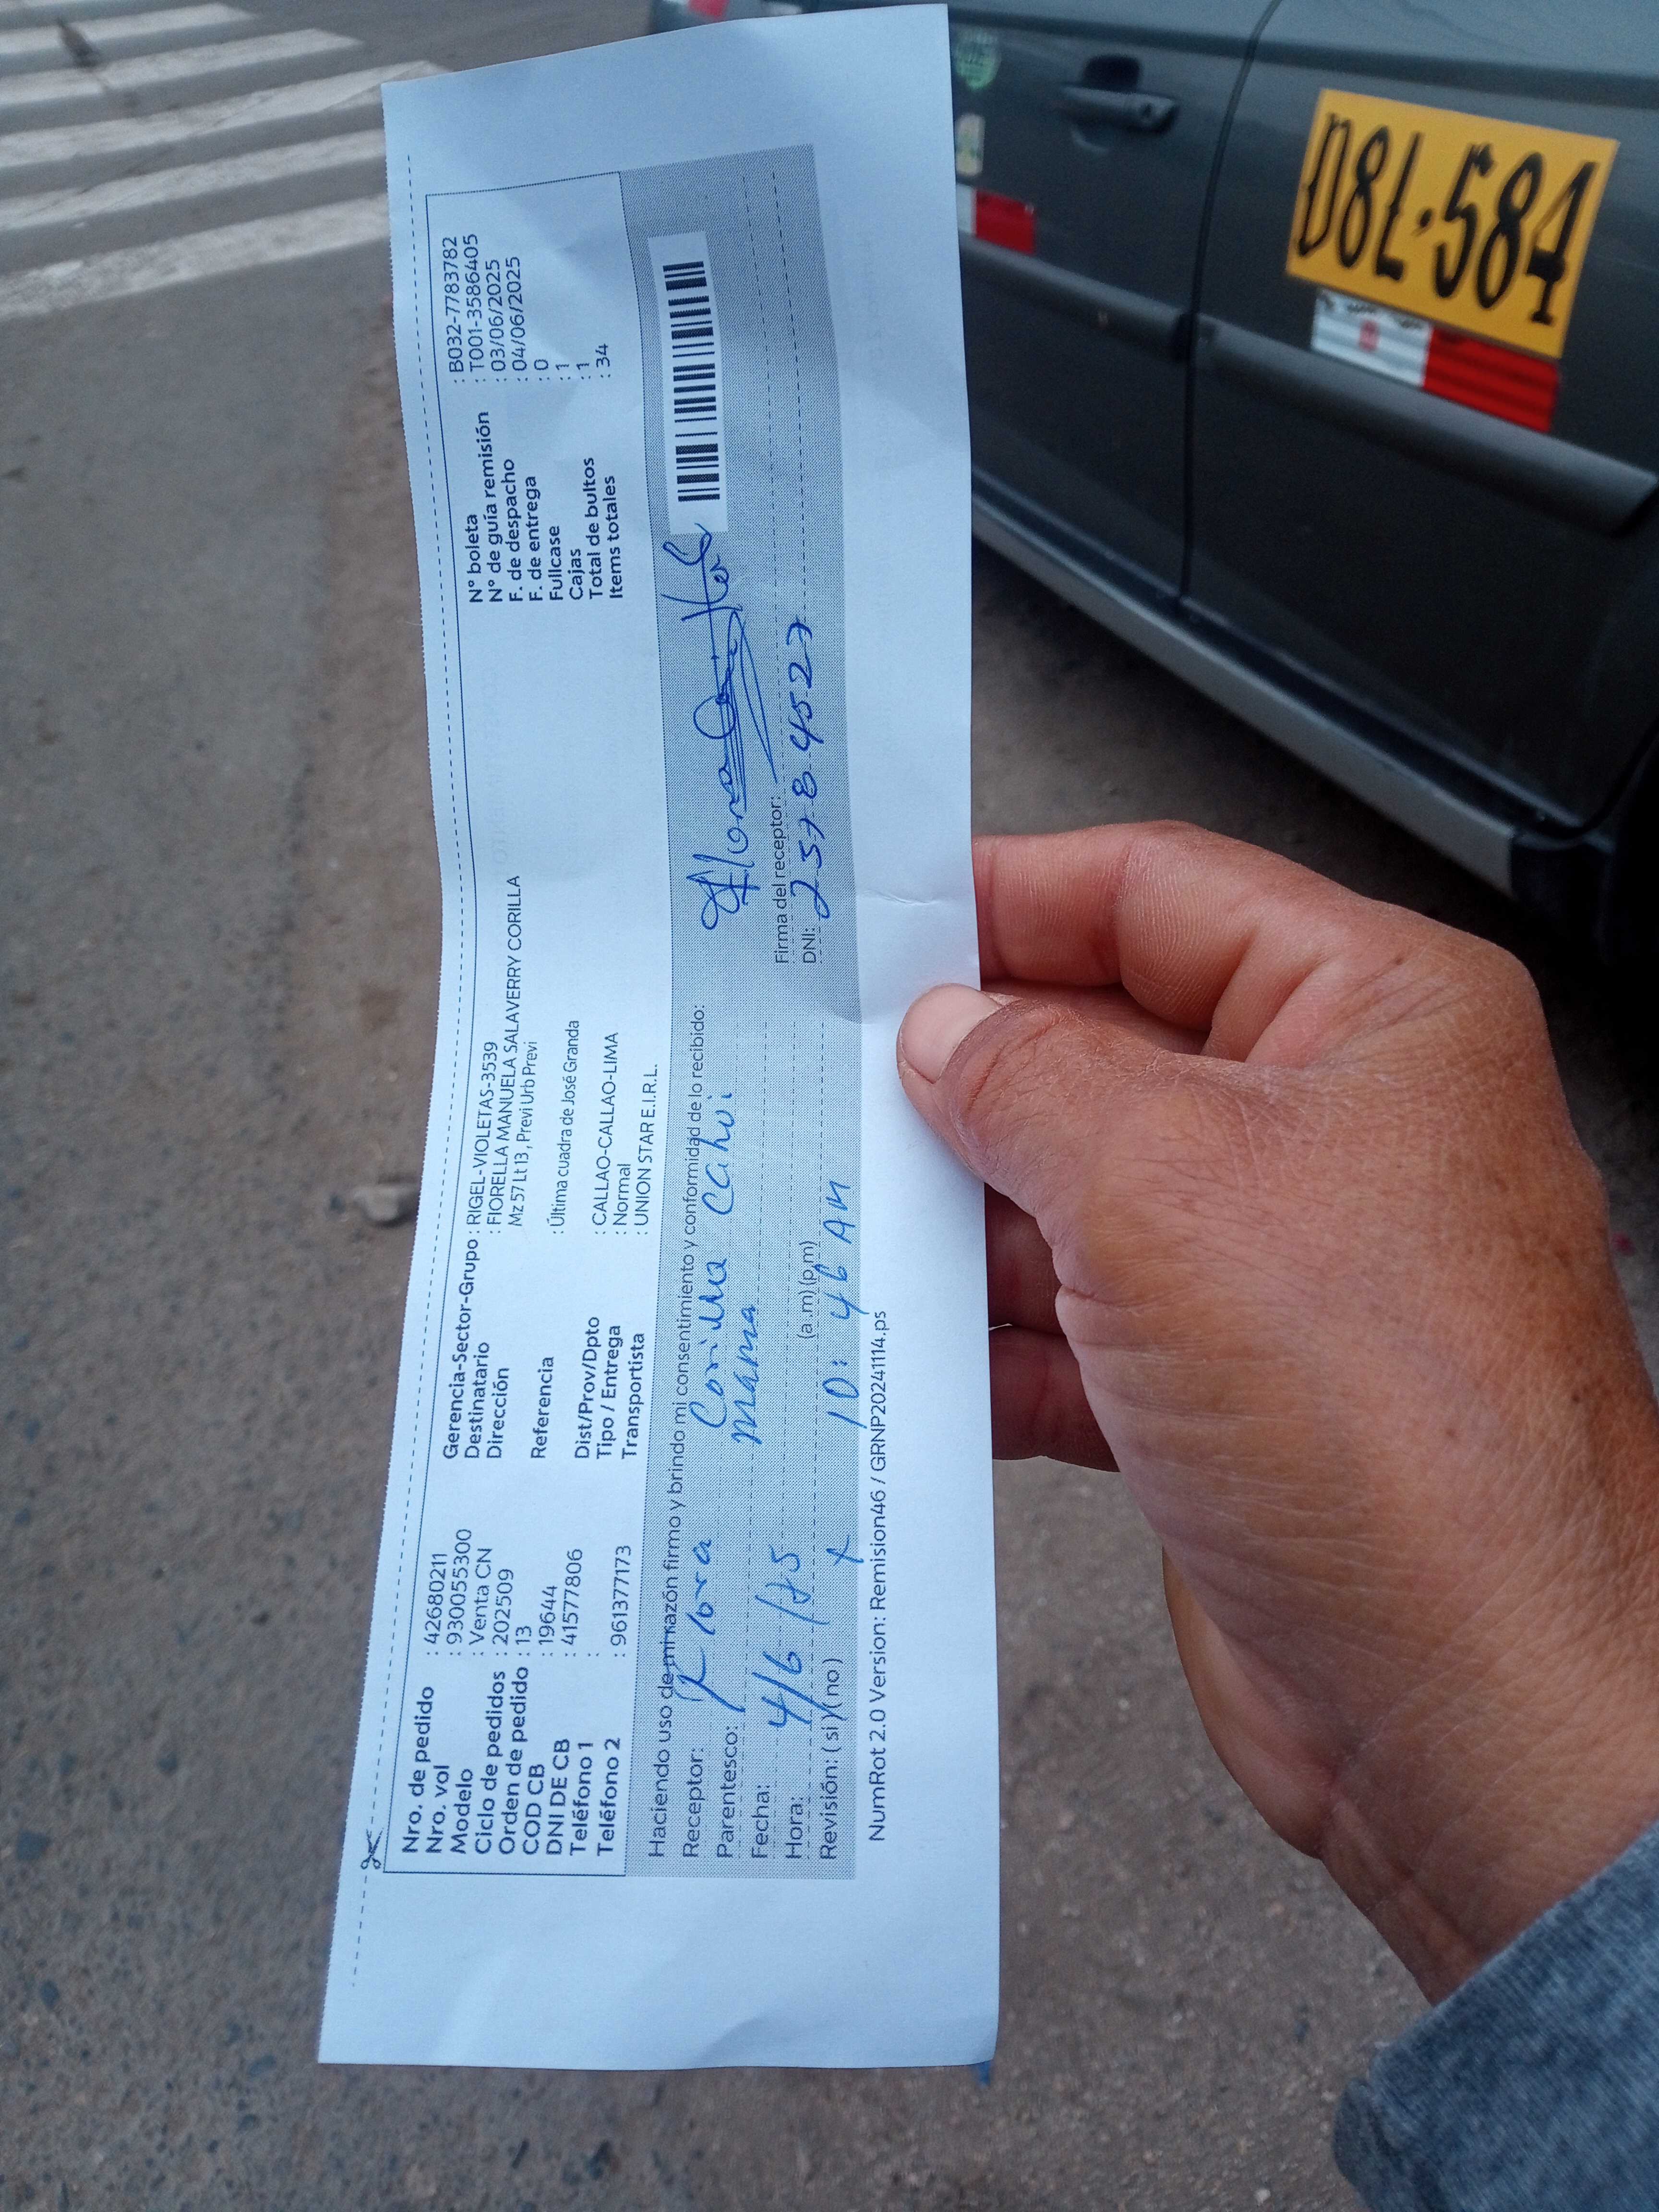 Nro. de pedido : 42680211
Nro. vol : 9300553300
Modelo : Venta CN
Ciclo de pedidos : 202509
Orden de pedido : 13
COD CB : 19644
DNI DE CB : 41577806
Teléfono 1 :
Teléfono 2 : 961377173
Gerencia-Sector-Grupo : RIGEL-VIOLETAS-3539
Destinatario : FIORELLA MANUELA SALAVERRY CORILLA
Dirección Mz 57 Lt 13 , Previ Urb Previ
Referencia : Última cuadra de José Granda
Dist/Prov/Dpto : CALLAO-CALLAO-LIMA
Tipo / Entrega : Normal
Transportista : UNION STAR E.I.R.L.
N° boleta : B032-7783782
N° de guía remisión : T001-3586405
F. de despacho : 03/06/2025
F. de entrega : 04/06/2025
Fullcase : 0
Cajas : 1
Total de bultos : 1
Items totales : 34
Haciendo uso de mi razón firmo y brindo mi consentimiento y conformidad de lo recibido:
Receptor: Flora Corilla Cahui
Parentesco: mama
Fecha: 4/6/25
Hora: (a.m) (p.m) 10:46 AM
Revisión: ( si ) ( no ) x
Firma del receptor:
DNI: 25784527
NumRot 2.0 Version: Remision46 / GRNP20241114.ps
D8L-584